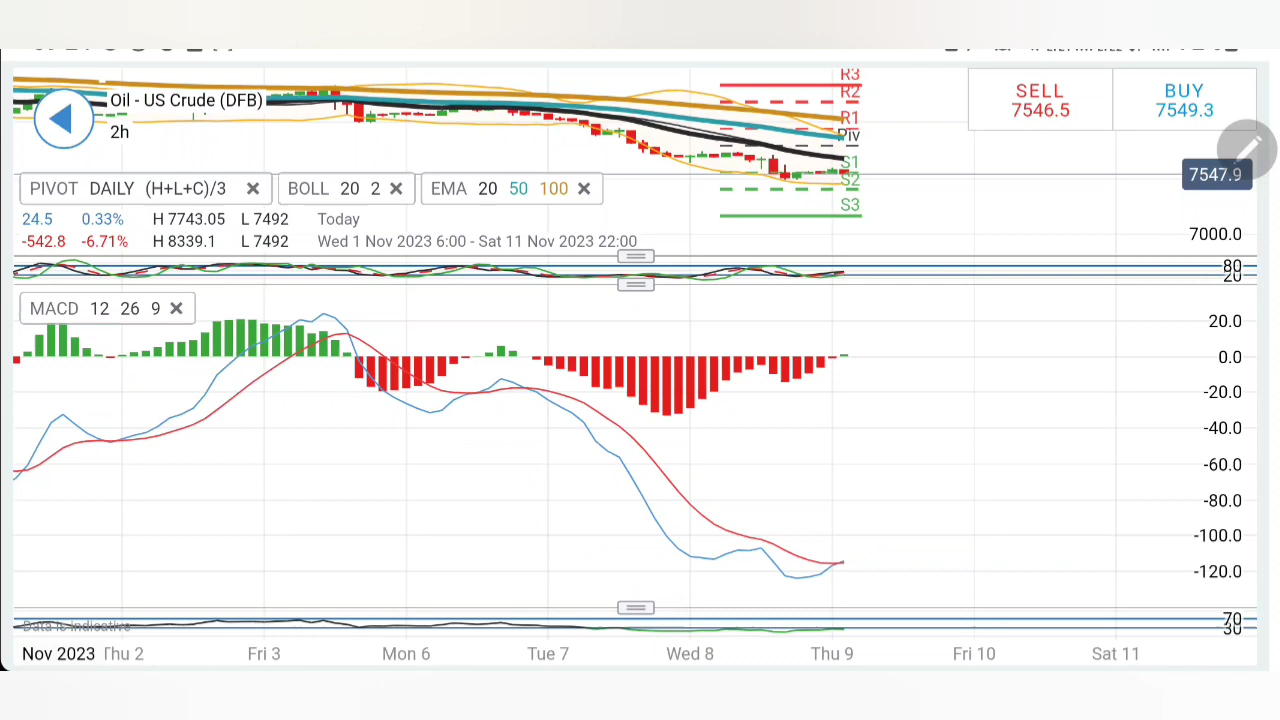 R3
R2
R1
Piv
S1
S2
S3
Oil - US Crude (DFB)
2h
SELL
7546.5
BUY
7549.3
7547.9
PIVOT DAILY (H+L+C)/3
BOLL 20 2
EMA 20 50 100
24.5 0.33% H 7743.05 L 7492 Today
-542.8 -6.71% H 8339.1 L 7492 Wed 1 Nov 2023 6:00 - Sat 11 Nov 2023 22:00
7000.0
80
20
MACD 12 26 9
20.0
0.0
-20.0
-40.0
-60.0
-80.0
-100.0
-120.0
70
30
Data is indicative
Nov 2023 Thu 2 Fri 3 Mon 6 Tue 7 Wed 8 Thu 9 Fri 10 Sat 11